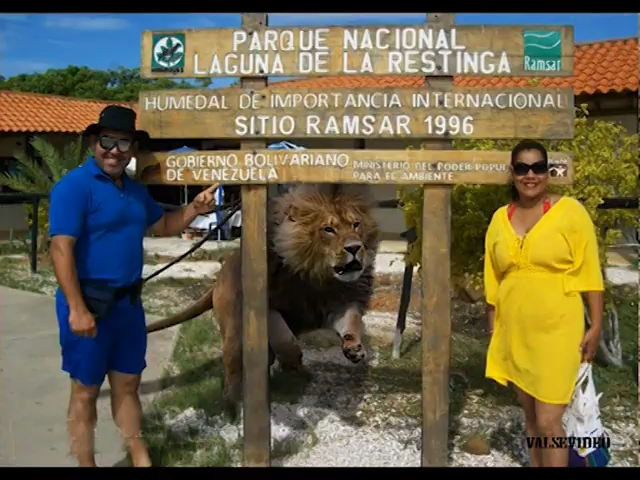 PARQUE NACIONAL
LAGUNA DE LA RESTINGA
Ramsar
HUMEDAL DE IMPORTANCIA INTERNACIONAL
SITIO RAMSAR 1996
GOBIERNO BOLIVARIANO
DE VENEZUELA
MINISTERIO DEL PODER POPU
PARA EL AMBIENTE
VALSEVIDEO